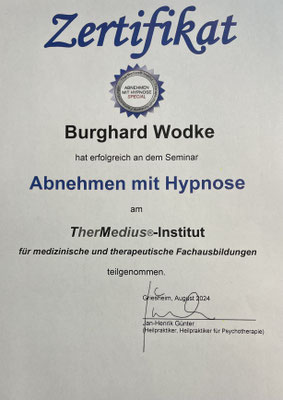 Zertifikat
ABNEHMEN
MIT HYPNOSE
SPECIAL
Burghard Wodke
hat erfolgreich an dem Seminar
Abnehmen mit Hypnose
am
TherMedius®-Institut
für medizinische und therapeutische Fachausbildungen
teilgenommen.
Griesheim, August 2024
Jan-Henrik Günter
(Heilpraktiker, Heilpraktiker für Psychotherapie)